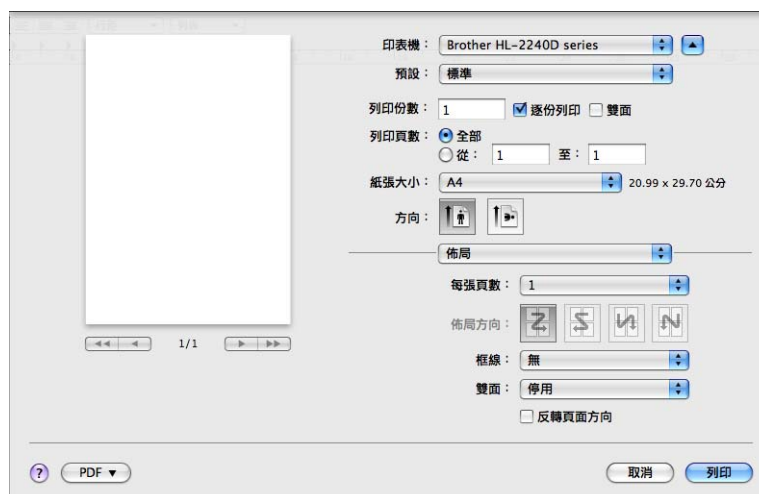 印表機： Brother HL-2240D series
預設： 標準
列印份數： 1 逐份列印 雙面
列印頁數： 全部
從： 1 至： 1
紙張大小： A4 20.99 x 29.70 公分
方向：
佈局
每張頁數： 1
佈局方向：
框線： 無
雙面： 停用
反轉頁面方向
1/1
? PDF ▼ 取消 列印